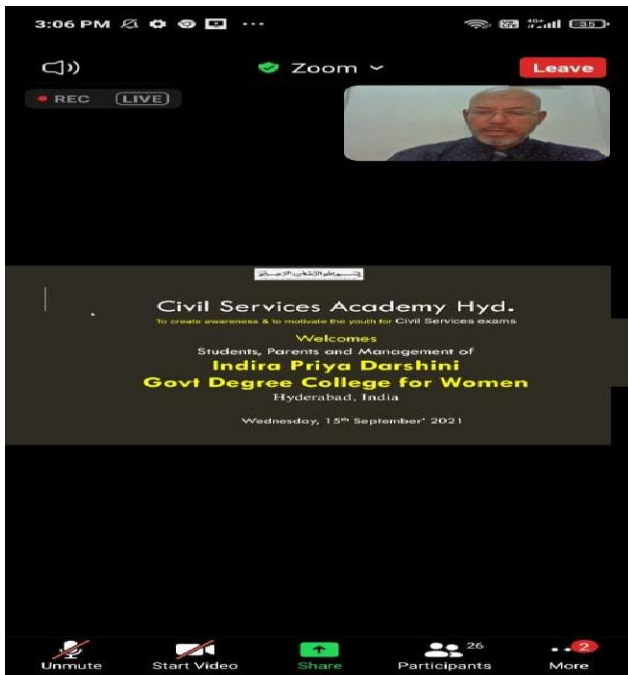 3:06 PM
Zoom
Leave
REC LIVE
Civil Services Academy Hyd.
To create awareness & to motivate the youth for Civil Services exams
Welcomes
Students, Parents and Management of
Indira Priya Darshini
Govt Degree College for Women
Hyderabad, India
Wednesday, 15th September' 2021
26
2
Unmute Start Video Share Participants More